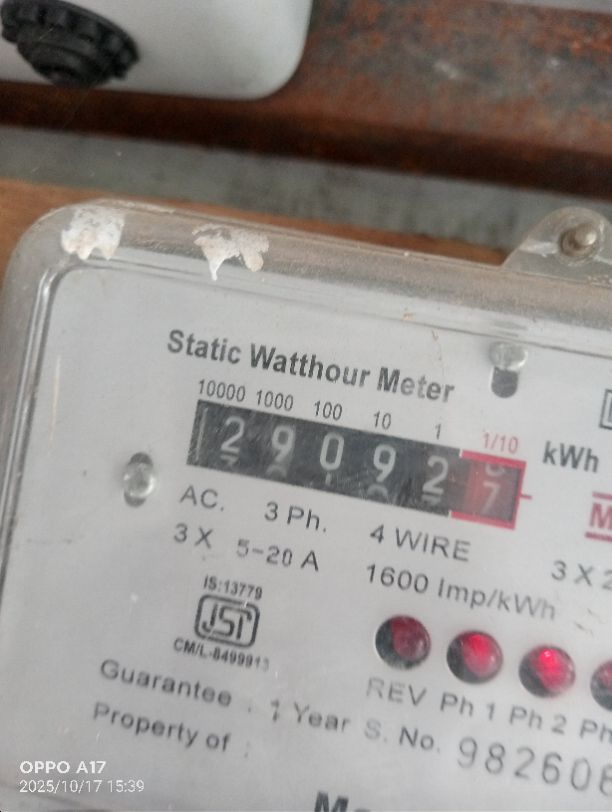 Static Watthour Meter
10000 1000 100 10 1 1/10
2 9 0 9 2 7 kWh
AC. 3 Ph. 4 WIRE
3 X 5-20 A 1600 Imp/kWh
IS:13779
CM/L-8499913
REV Ph 1 Ph 2 Ph
Guarantee : 1 Year S. No. 982606
Property of :
OPPO A17
2025/10/17 15:39